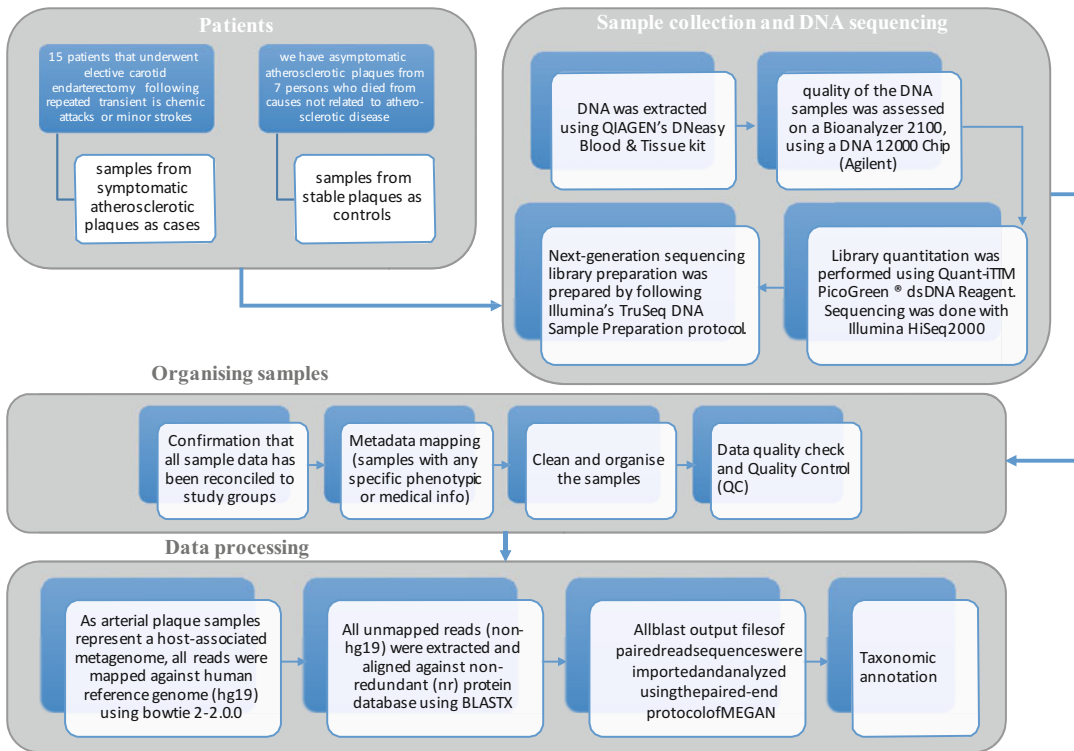 Patients
15 patients that underwent
elective carotid
endarterectomy following
repeated transient is chemic
attacks or minor strokes
we have asymptomatic
atherosclerotic plaques from
7 persons who died from
causes not related to athero-
sclerotic disease
samples from
symptomatic
atherosclerotic
plaques as cases
samples from
stable plaques as
controls
Sample collection and DNA sequencing
DNA was extracted
using QIAGEN's DNeasy
Blood & Tissue kit
quality of the DNA
samples was assessed
on a Bioanalyzer 2100,
using a DNA 12000 Chip
(Agilent)
Next-generation sequencing
library preparation was
prepared by following
Illumina's TruSeq DNA
Sample Preparation protocol.
Library quantitation was
performed using Quant-iTTM
PicoGreen ® dsDNA Reagent.
Sequencing was done with
Illumina HiSeq2000
Organising samples
Confirmation that
all sample data has
been reconciled to
study groups
Metadata mapping
(samples with any
specific phenotypic
or medical info)
Clean and organise
the samples
Data quality check
and Quality Control
(QC)
Data processing
As arterial plaque samples
represent a host-associated
metagenome, all reads were
mapped against human
reference genome (hg19)
using bowtie 2-2.0.0
All unmapped reads (non-
hg19) were extracted and
aligned against non-
redundant (nr) protein
database using BLASTX
Allblast output filesof
pairedreadsequenceswere
importedandanalyzed
usingthepaired-end
protocolofMEGAN
Taxonomic
annotation